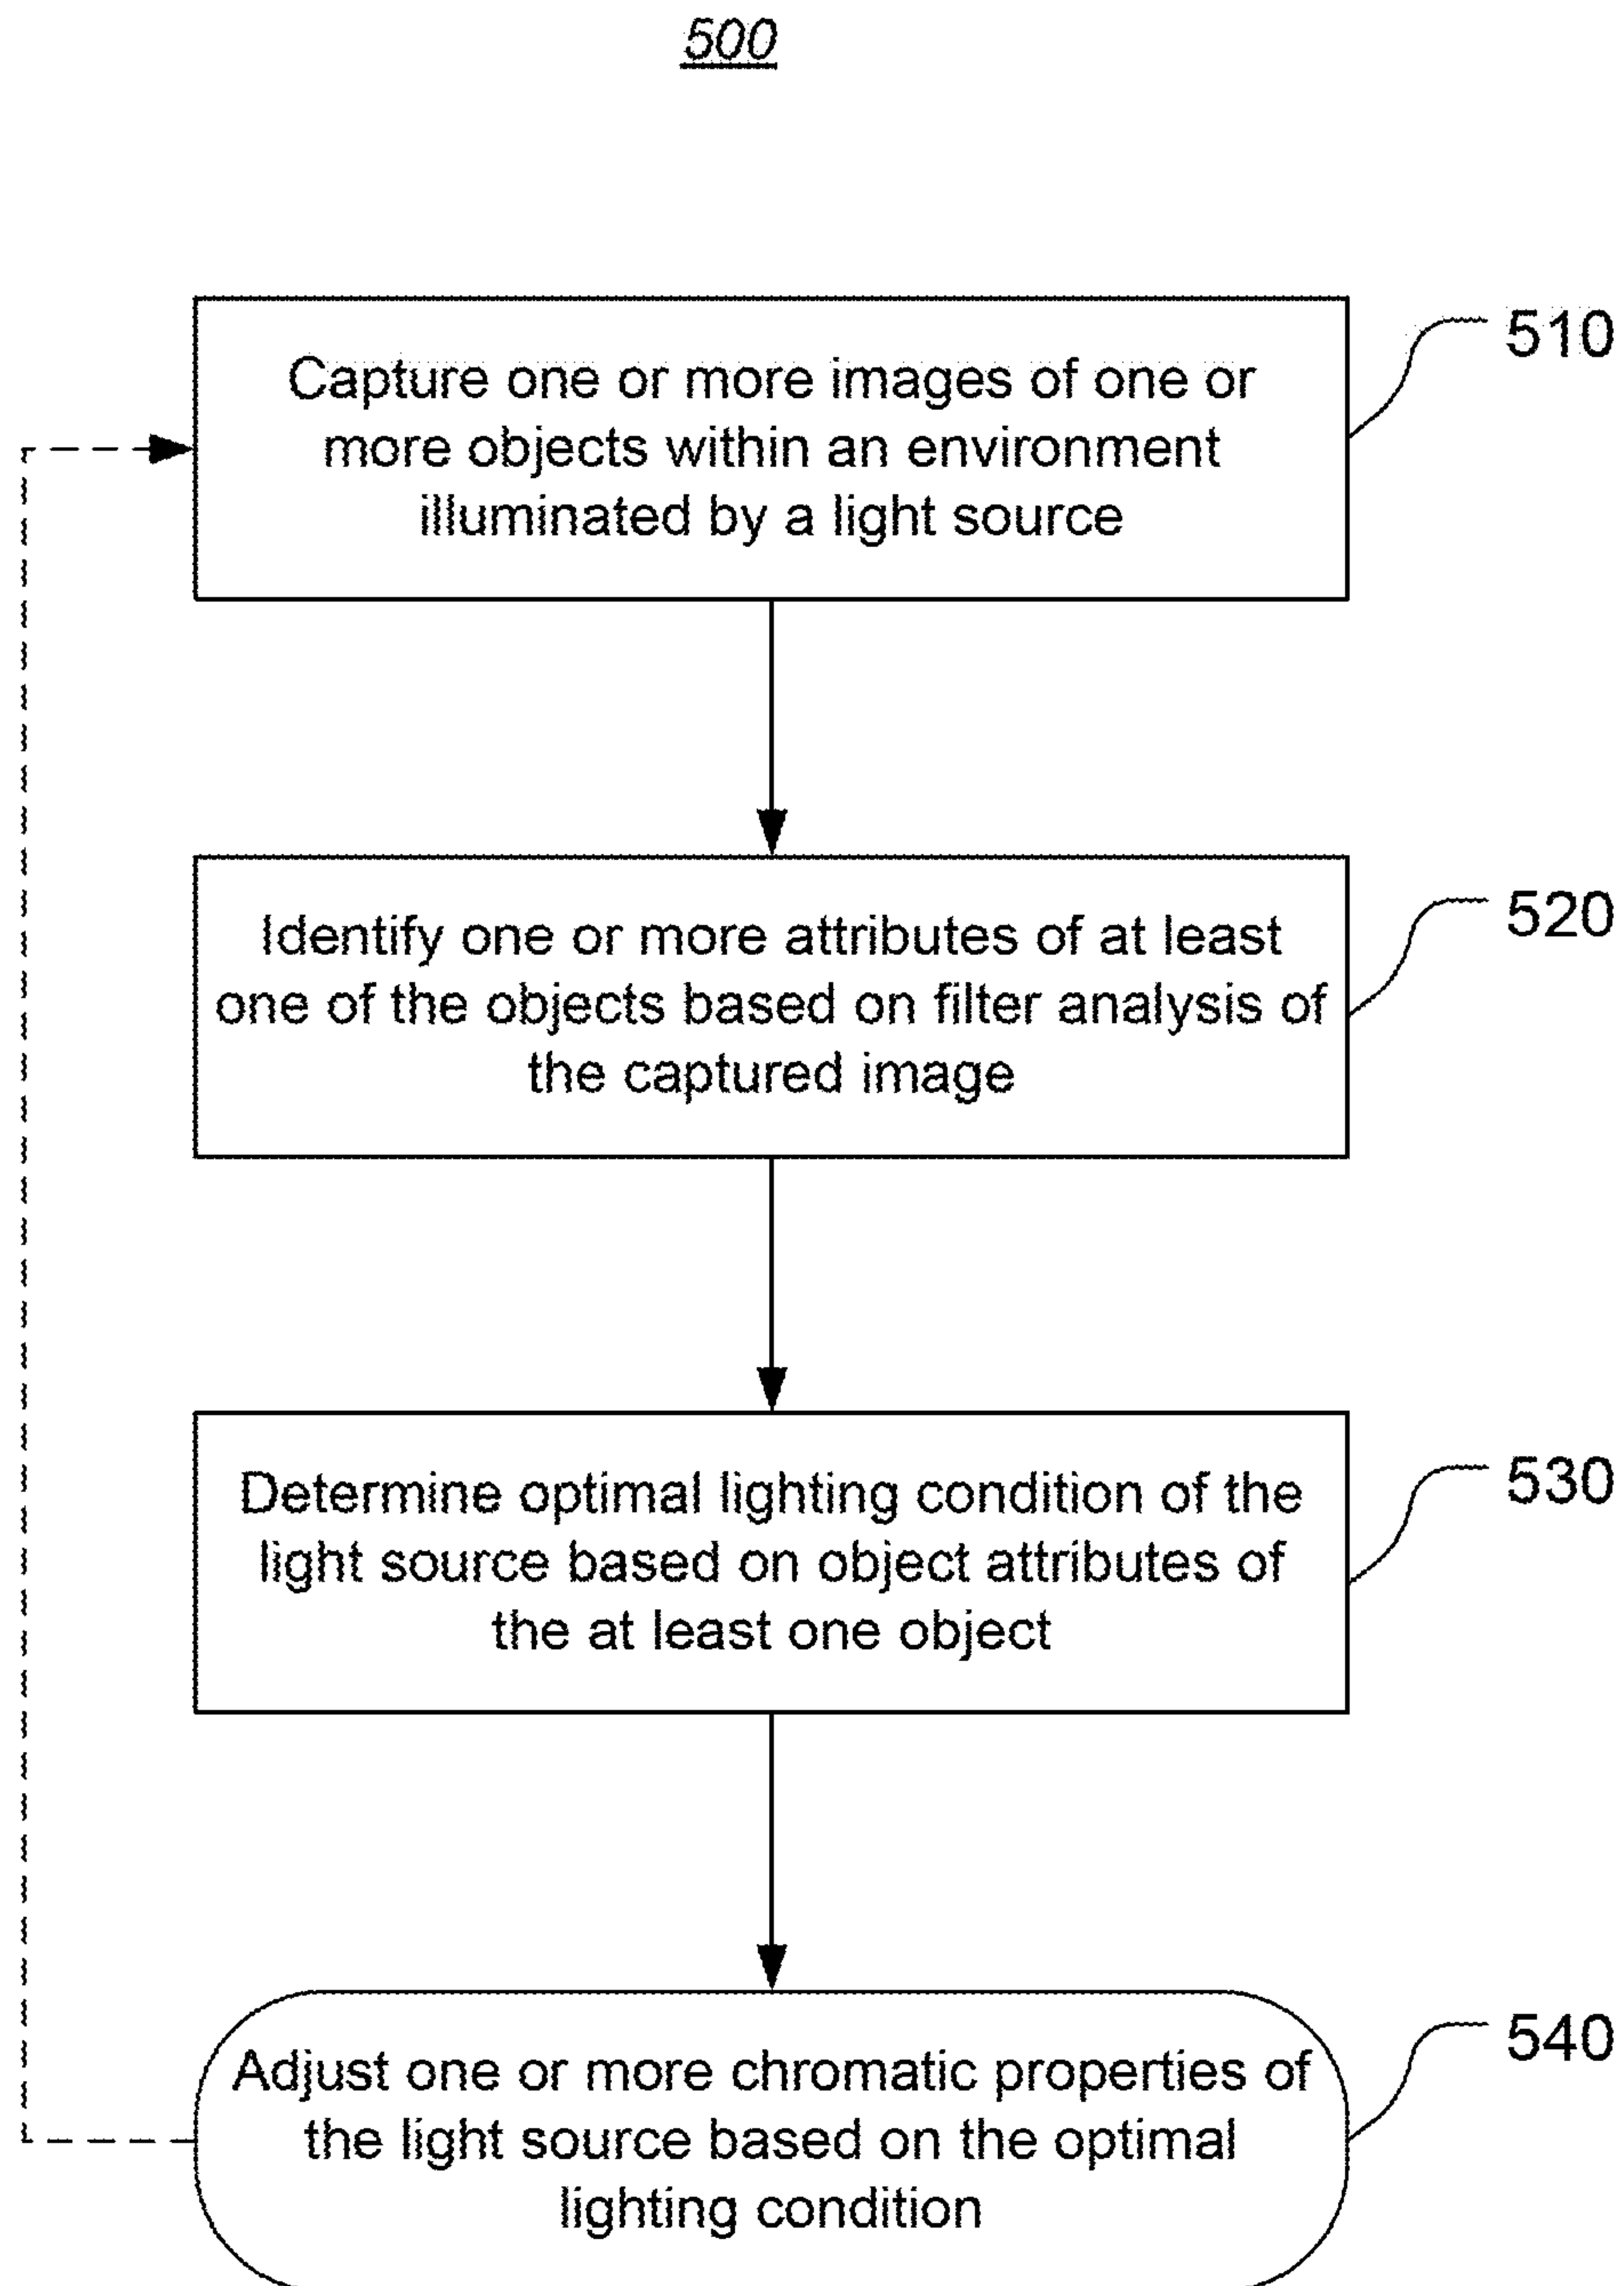 500
Capture one or more images of one or
more objects within an environment
illuminated by a light source
510
Identify one or more attributes of at least
one of the objects based on filter analysis of
the captured image
520
Determine optimal lighting condition of the
light source based on object attributes of
the at least one object
530
Adjust one or more chromatic properties of
the light source based on the optimal
lighting condition
540